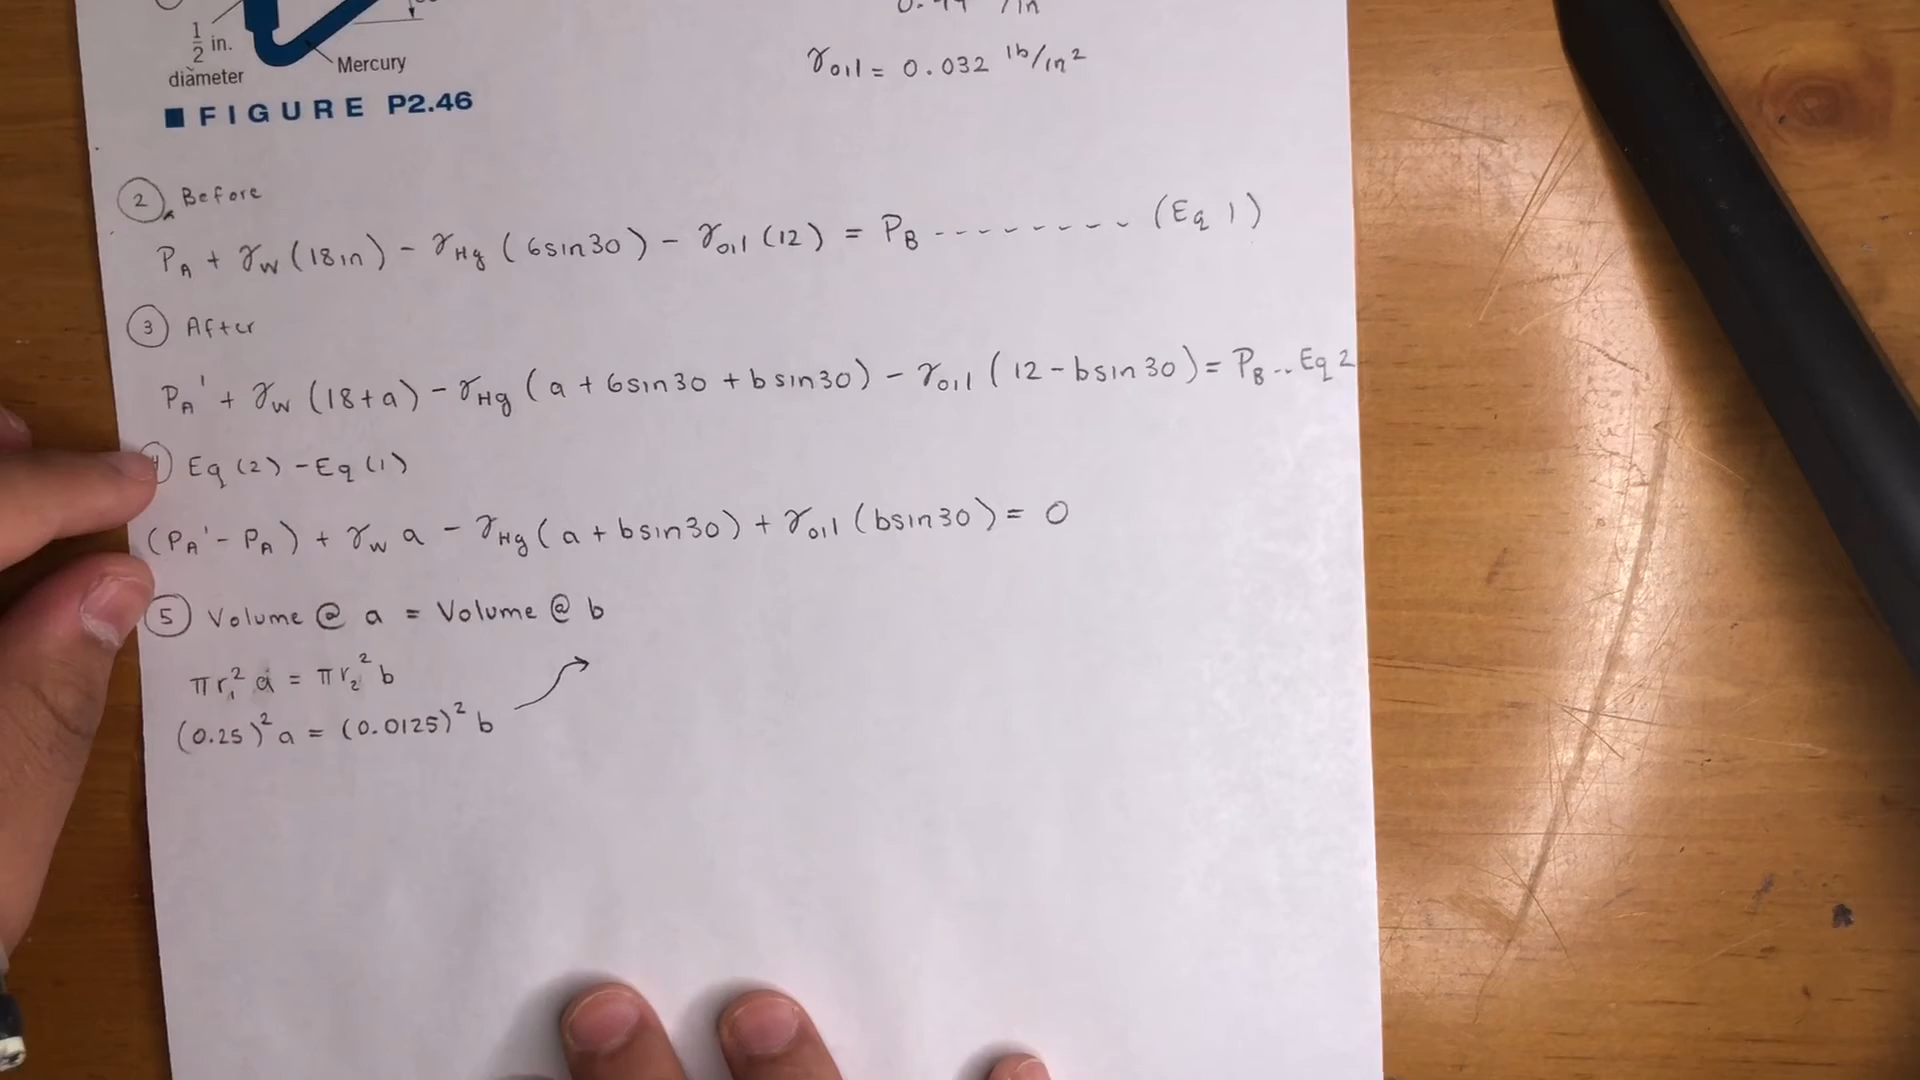 1/2 in.
diameter
Mercury
/in
■ FIGURE P2.46
γoil = 0.032 lb/in²
② Before
PA + γw (18in) - γHg (6sin30) - γoil (12) = PB -------- (Eq 1)
③ After
PA' + γw (18+a) - γHg (a + 6sin30 + bsin30) - γoil (12 - bsin30) = PB .. Eq 2
④ Eq (2) - Eq (1)
(PA' - PA) + γw a - γHg (a + bsin30) + γoil (bsin30) = 0
⑤ Volume @ a = Volume @ b
πr₁² a = πr₂² b
(0.25)² a = (0.0125)² b